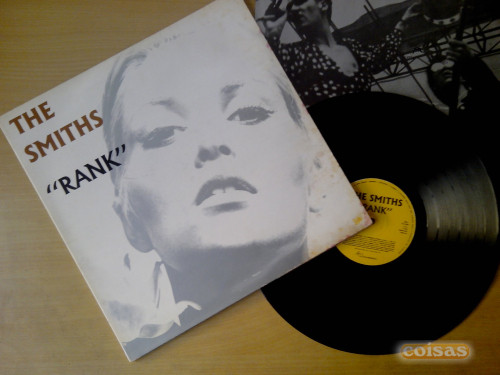 THE
SMITHS
"RANK"
THE SMITHS
"RANK"
coisas